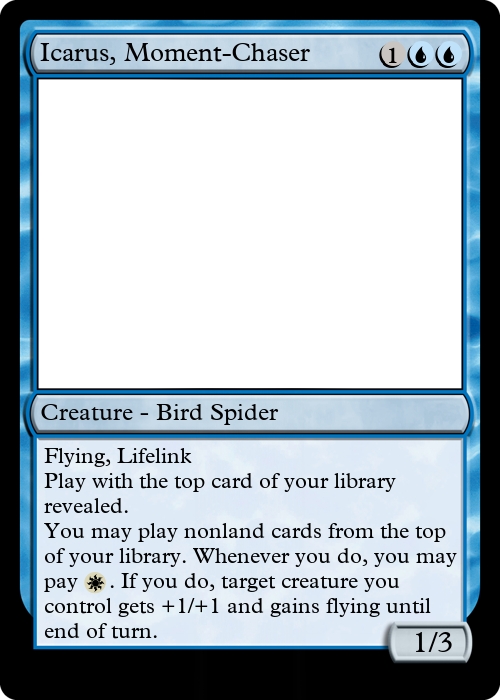 Icarus, Moment-Chaser 1
Creature - Bird Spider
Flying, Lifelink
Play with the top card of your library
revealed.
You may play nonland cards from the top
of your library. Whenever you do, you may
pay . If you do, target creature you
control gets +1/+1 and gains flying until
end of turn.
1/3